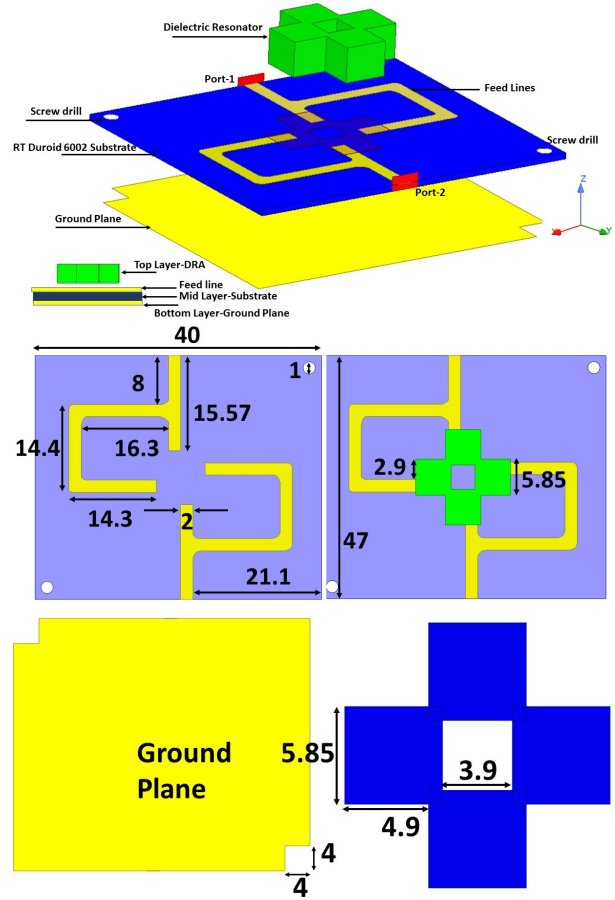 Dielectric Resonator
Port-1
Feed Lines
Screw drill
Screw drill
RT Duroid 6002 Substrate
Port-2
Ground Plane
Z
X
Y
Top Layer-DRA
Feed line
Mid Layer-Substrate
Bottom Layer-Ground Plane
40
8
15.57
1
14.4
16.3
14.3
2
21.1
47
2.9
5.85
Ground
Plane
4
4
5.85
3.9
4.9